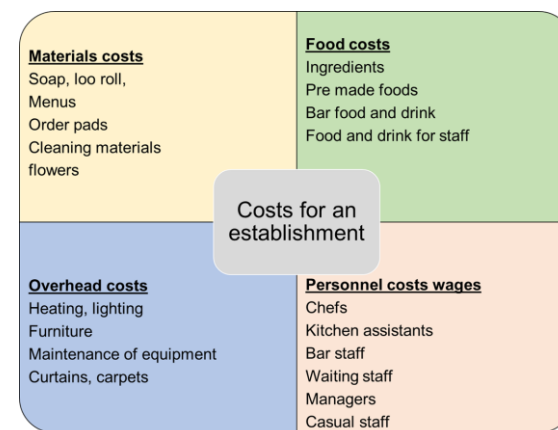 Materials costs
Soap, loo roll,
Menus
Order pads
Cleaning materials
flowers
Food costs
Ingredients
Pre made foods
Bar food and drink
Food and drink for staff
Costs for an
establishment
Overhead costs
Heating, lighting
Furniture
Maintenance of equipment
Curtains, carpets
Personnel costs wages
Chefs
Kitchen assistants
Bar staff
Waiting staff
Managers
Casual staff